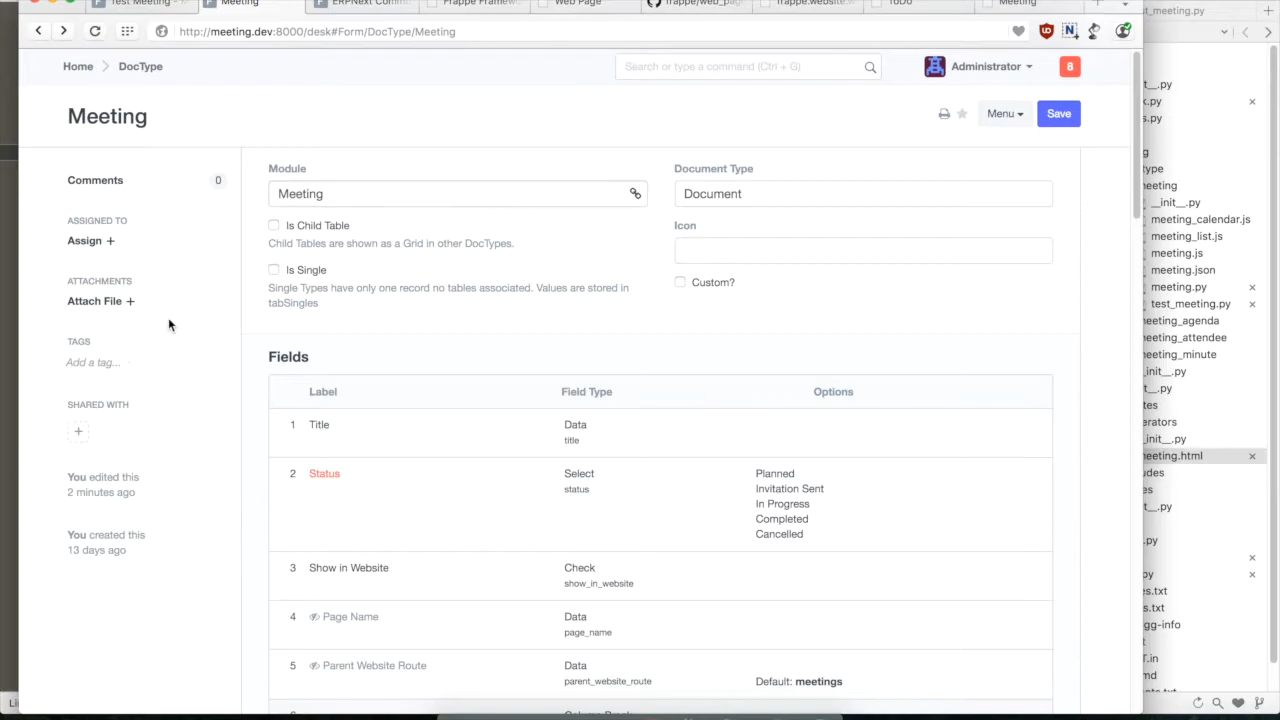 Test Meeting -
Meeting
ERPNext Comm
Frappe Framework
Web Page
frappe/web_page
frappe.website.w
ToDo
Meeting
st_meeting.py
http://meeting.dev:8000/desk#Form/DocType/Meeting
Home
DocType
Search or type a command (Ctrl + G)
Administrator
8
Meeting
Menu
Save
Comments
0
ASSIGNED TO
Assign +
ATTACHMENTS
Attach File +
TAGS
Add a tag...
SHARED WITH
+
You edited this
2 minutes ago
You created this
13 days ago
Module
Meeting
Is Child Table
Child Tables are shown as a Grid in other DocTypes.
Is Single
Single Types have only one record no tables associated. Values are stored in
tabSingles
Document Type
Document
Icon
Custom?
Fields
Label Field Type Options
1 Title Data
title
2 Status Select Planned
status Invitation Sent
In Progress
Completed
Cancelled
3 Show in Website Check
show_in_website
4 Page Name Data
page_name
5 Parent Website Route Data
parent_website_route Default: meetings
t__.py
k.py
s.py
g
type
eeting
__init__.py
meeting_calendar.js
meeting_list.js
meeting.js
meeting.json
meeting.py
test_meeting.py
eeting_agenda
eeting_attendee
eeting_minute
_init__.py
it__.py
tes
erators
_init__.py
eeting.html
udes
es
t__.py
.py
py
es.txt
s.txt
gg-info
T.in
md